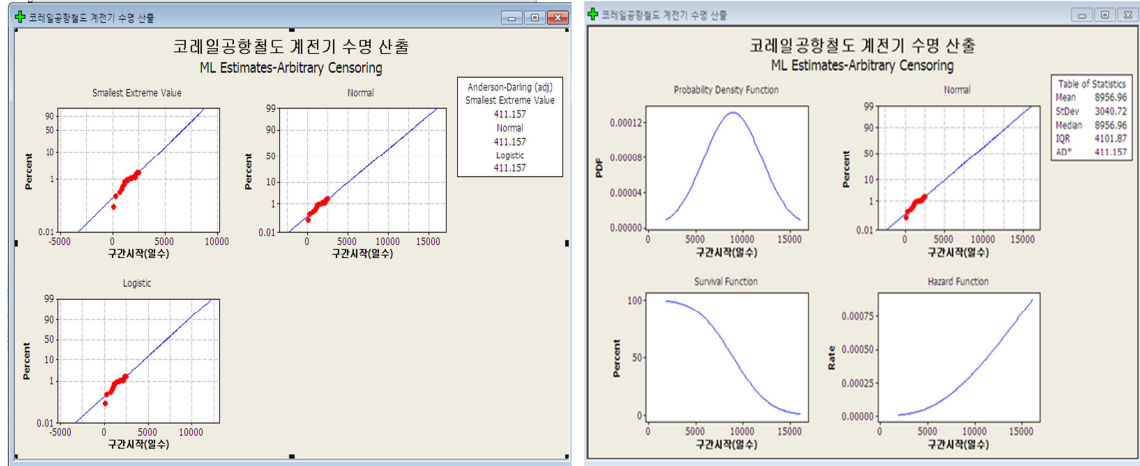 코레일공항철도 계전기 수명 산출
코레일공항철도 계전기 수명 산출
ML Estimates-Arbitrary Censoring
Smallest Extreme Value
Normal
Percent
90
50
10
1
0.01
-5000
0
5000
10000
구간시작(일수)
Percent
99
90
50
10
1
0.01
0
5000
10000
15000
구간시작(일수)
Anderson-Darling (adj)
Smallest Extreme Value
411.157
Normal
411.157
Logistic
411.157
Logistic
Percent
99
90
50
10
1
0.01
-5000
0
5000
10000
구간시작(일수)
코레일공항철도 계전기 수명 산출
코레일공항철도 계전기 수명 산출
ML Estimates-Arbitrary Censoring
Probability Density Function
Normal
PDF
0.00012
0.00008
0.00004
0.00000
0
5000
10000
15000
구간시작(일수)
Percent
99
90
50
10
1
0.01
0
5000
10000
15000
구간시작(일수)
Table of Statistics
Mean 8956.96
StDev 3040.72
Median 8956.96
IQR 4101.87
AD* 411.157
Survival Function
Hazard Function
Percent
100
50
0
0
5000
10000
15000
구간시작(일수)
Rate
0.00075
0.00050
0.00025
0.00000
0
5000
10000
15000
구간시작(일수)